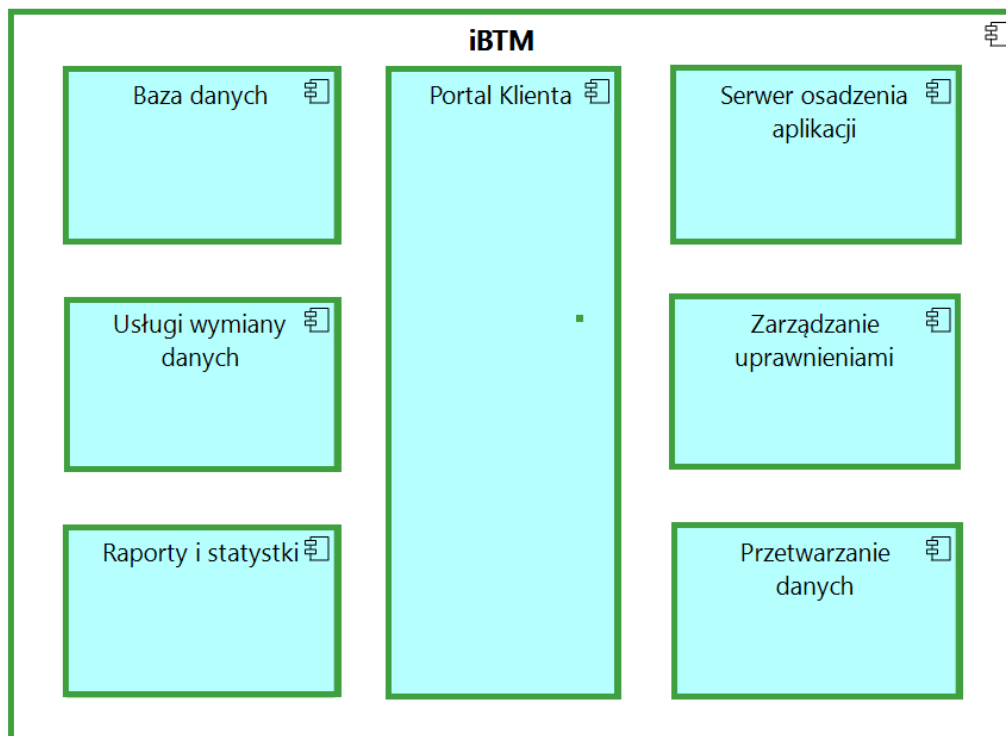 iBTM
Baza danych
Portal Klienta
Serwer osadzenia
aplikacji
Usługi wymiany
danych
Zarządzanie
uprawnieniami
Raporty i statystki
Przetwarzanie
danych